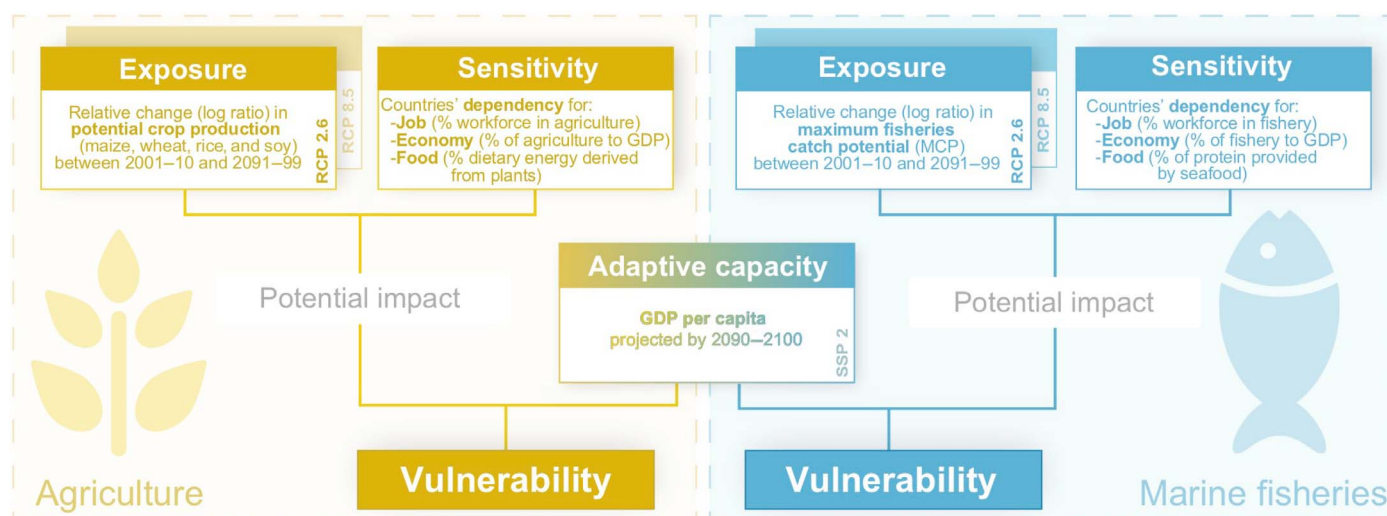 Exposure
Relative change (log ratio) in
potential crop production
(maize, wheat, rice, and soy)
between 2001–10 and 2091–99
RCP 2.6
RCP 8.5
Sensitivity
Countries' dependency for:
-Job (% workforce in agriculture)
-Economy (% of agriculture to GDP)
-Food (% dietary energy derived
from plants)
Exposure
Relative change (log ratio) in
maximum fisheries
catch potential (MCP)
between 2001–10 and 2091–99
RCP 2.6
RCP 8.5
Sensitivity
Countries' dependency for:
-Job (% workforce in fishery)
-Economy (% of fishery to GDP)
-Food (% of protein provided
by seafood)
Potential impact
Adaptive capacity
GDP per capita
projected by 2090–2100
SSP 2
Potential impact
Agriculture
Vulnerability
Vulnerability
Marine fisheries